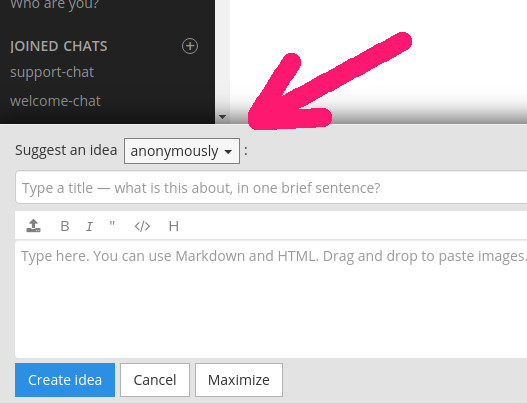 Who are you?
JOINED CHATS
support-chat
welcome-chat
Suggest an idea anonymously :
Type a title — what is this about, in one brief sentence?
B I " </> H
Type here. You can use Markdown and HTML. Drag and drop to paste images.
Create idea Cancel Maximize